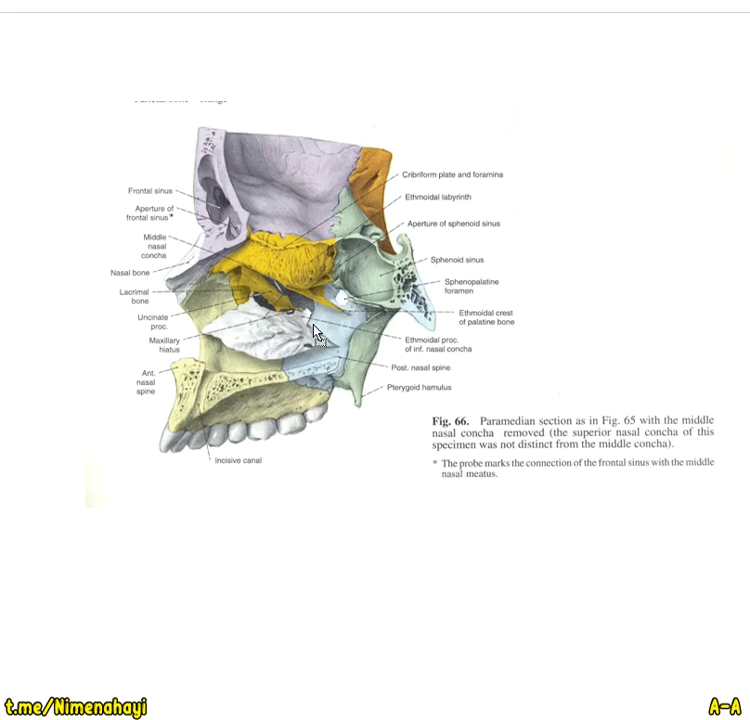 Frontal sinus
Aperture of
frontal sinus*
Middle
nasal
concha
Nasal bone
Lacrimal
bone
Uncinate
proc.
Maxillary
hiatus
Ant.
nasal
spine
Incisive canal
Cribriform plate and foramina
Ethmoidal labyrinth
Aperture of sphenoid sinus
Sphenoid sinus
Sphenopalatine
foramen
Ethmoidal crest
of palatine bone
Ethmoidal proc.
of inf. nasal concha
Post. nasal spine
Pterygoid hamulus
Fig. 66. Paramedian section as in Fig. 65 with the middle
nasal concha removed (the superior nasal concha of this
specimen was not distinct from the middle concha).
* The probe marks the connection of the frontal sinus with the middle
nasal meatus.
t.me/Nimenahayi
A-A